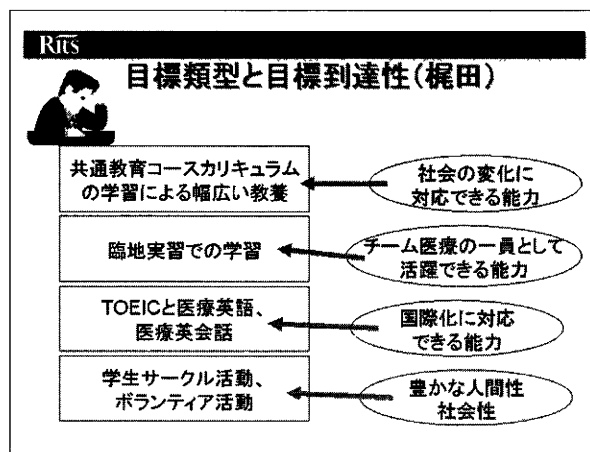 Rits
目標類型と目標到達性(梶田)
共通教育コースカリキュラム
の学習による幅広い教養
社会の変化に
対応できる能力
臨地実習での学習
チーム医療の一員として
活躍できる能力
TOEICと医療英語、
医療英会話
国際化に対応
できる能力
学生サークル活動、
ボランティア活動
豊かな人間性
社会性